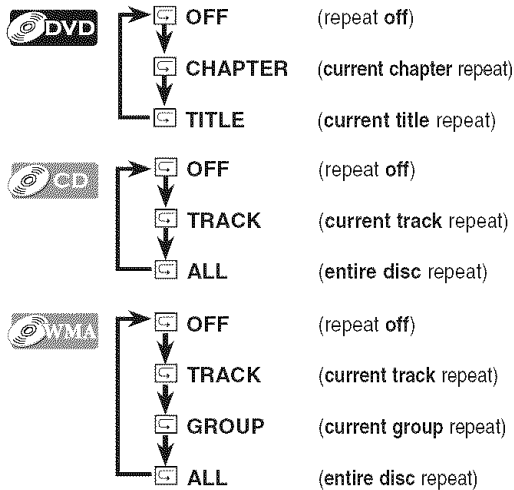 DVD OFF (repeat off)
CHAPTER (current chapter repeat)
TITLE (current title repeat)
CD OFF (repeat off)
TRACK (current track repeat)
ALL (entire disc repeat)
WMA OFF (repeat off)
TRACK (current track repeat)
GROUP (current group repeat)
ALL (entire disc repeat)